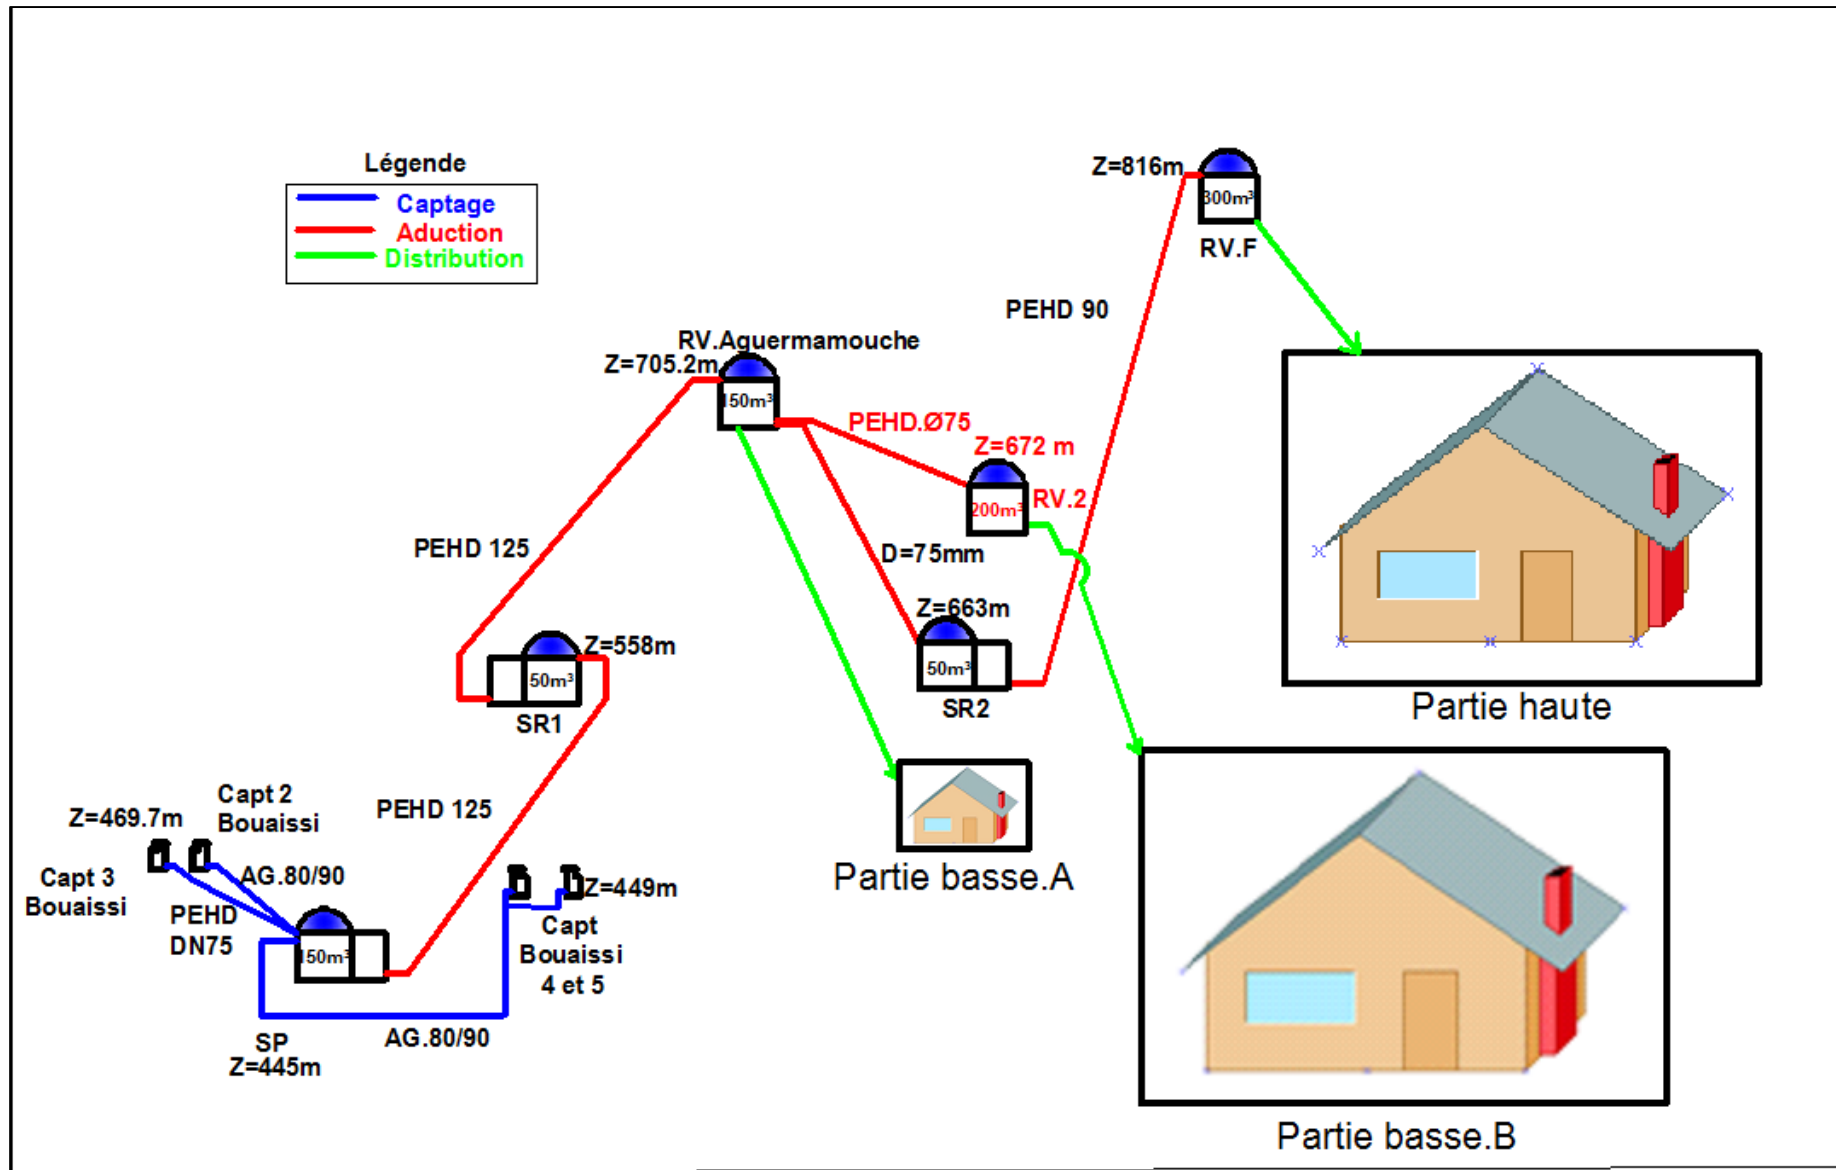 Légende
Captage
Aduction
Distribution
Z=816m
300m³
RV.F
PEHD 90
RV.Aguermamouche
Z=705.2m
150m³
PEHD.Ø75
Z=672 m
RV.2
200m³
PEHD 125
D=75mm
Z=663m
50m³
SR2
Z=558m
50m³
SR1
Partie haute
PEHD 125
Capt 2
Bouaissi
Z=469.7m
Capt 3
Bouaissi
AG.80/90
PEHD
DN75
150m³
Z=449m
Capt
Bouaissi
4 et 5
SP
Z=445m
AG.80/90
Partie basse.A
Partie basse.B